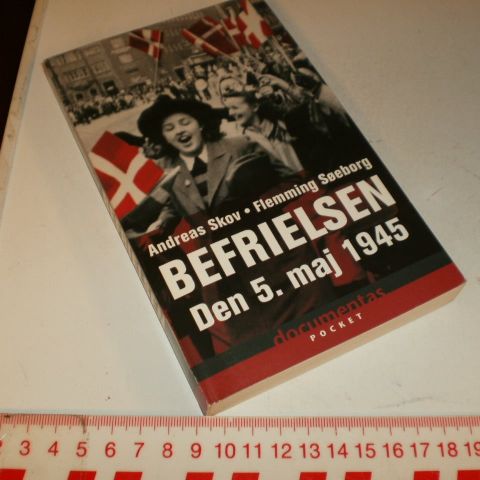 Andreas Skov • Flemming Søeborg
BEFRIELSEN
Den 5. maj 1945
documentas
POCKET
3 4 5 6 7 8 9 10 11 12 13 14 15 16 17 18 19